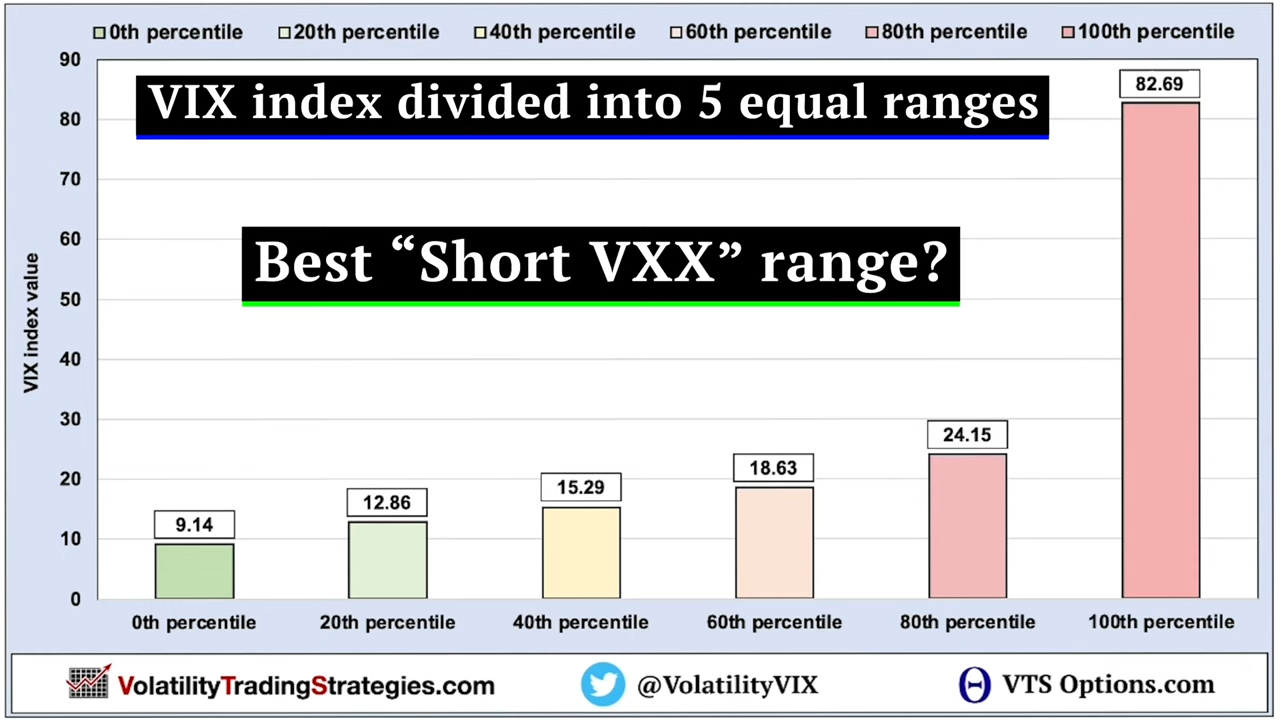 0th percentile 20th percentile 40th percentile 60th percentile 80th percentile 100th percentile
VIX index divided into 5 equal ranges
Best “Short VXX” range?
VIX index value
90
80
70
60
50
40
30
20
10
0
9.14
12.86
15.29
18.63
24.15
82.69
0th percentile 20th percentile 40th percentile 60th percentile 80th percentile 100th percentile
VolatilityTradingStrategies.com @VolatilityVIX VTS Options.com